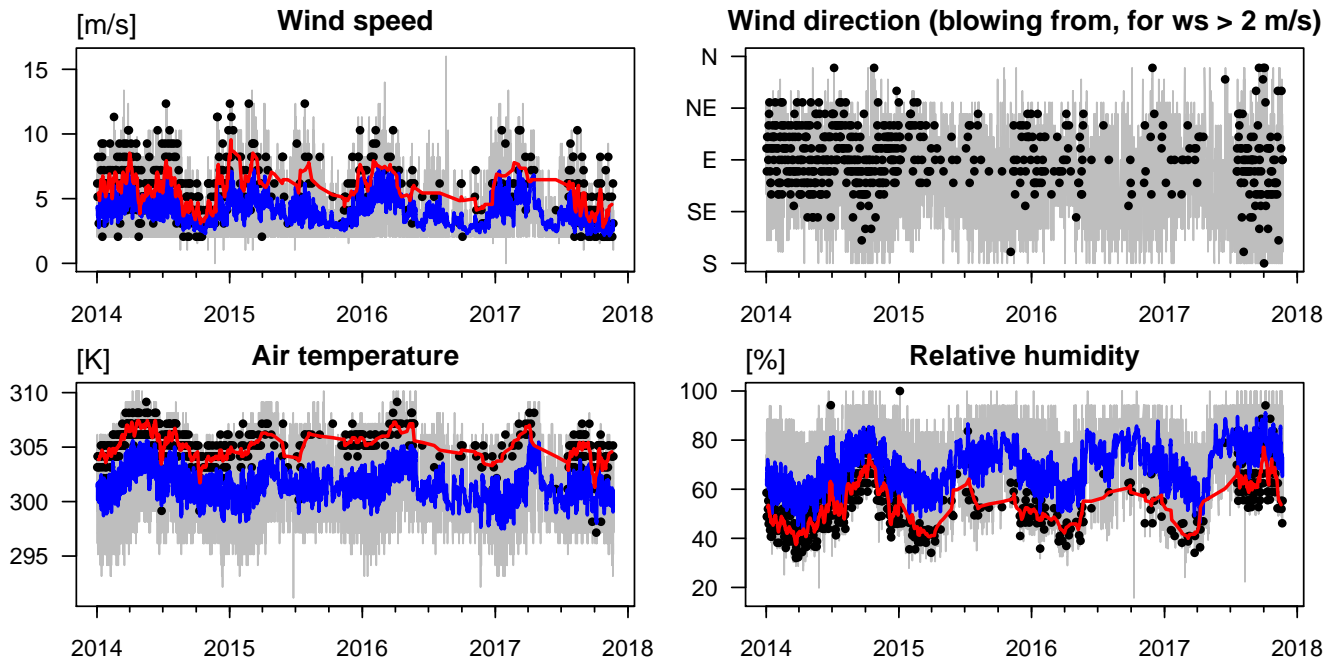 [m/s] Wind speed
15
10
5
0
2014 2015 2016 2017 2018
Wind direction (blowing from, for ws > 2 m/s)
N
NE
E
SE
S
2014 2015 2016 2017 2018
[K] Air temperature
310
305
300
295
2014 2015 2016 2017 2018
[%] Relative humidity
100
80
60
40
20
2014 2015 2016 2017 2018